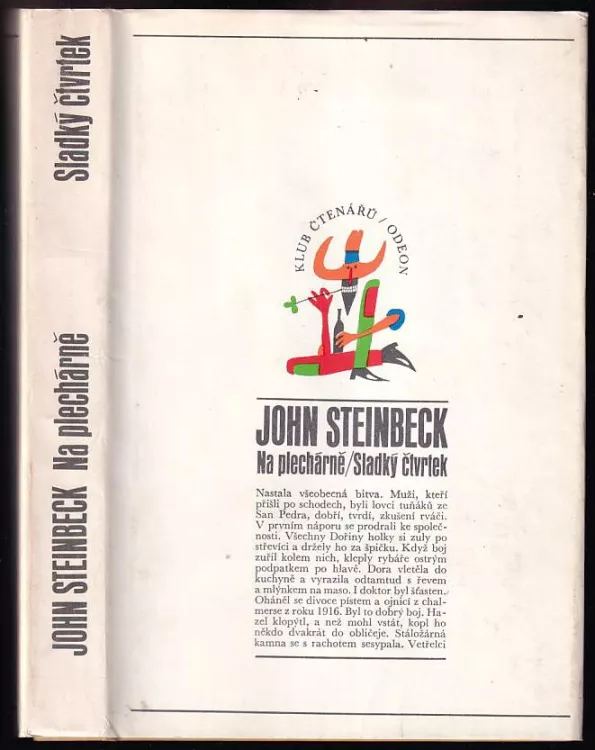 Sladký čtvrtek
JOHN STEINBECK Na plechárně
KLUB ČTENÁŘŮ / ODEON
JOHN STEINBECK
Na plechárně/Sladký čtvrtek
Nastala všeobecná bitva. Muži, kteří
přišli po schodech, byli lovci tuňáků ze
San Pedra, dobří, tvrdí, zkušení rváči.
V prvním náporu se prodrali ke společ-
nosti. Všechny Dořiny holky si zuly po
střevíci a držely ho za špičku. Když boj
zuřil kolem nich, kleply rybáře ostrým
podpatkem po hlavě. Dora vletěla do
kuchyně a vyrazila odtamtud s řevem
a mlýnkem na maso. I doktor byl šťasten.
Oháněl se divoce pístem a ojnicí z chal-
merse z roku 1916. Byl to dobrý boj. Ha-
zel klopýtl, a než mohl vstát, kopl ho
někdo dvakrát do obličeje. Stáložárná
kamna se s rachotem sesypala. Vetřelci